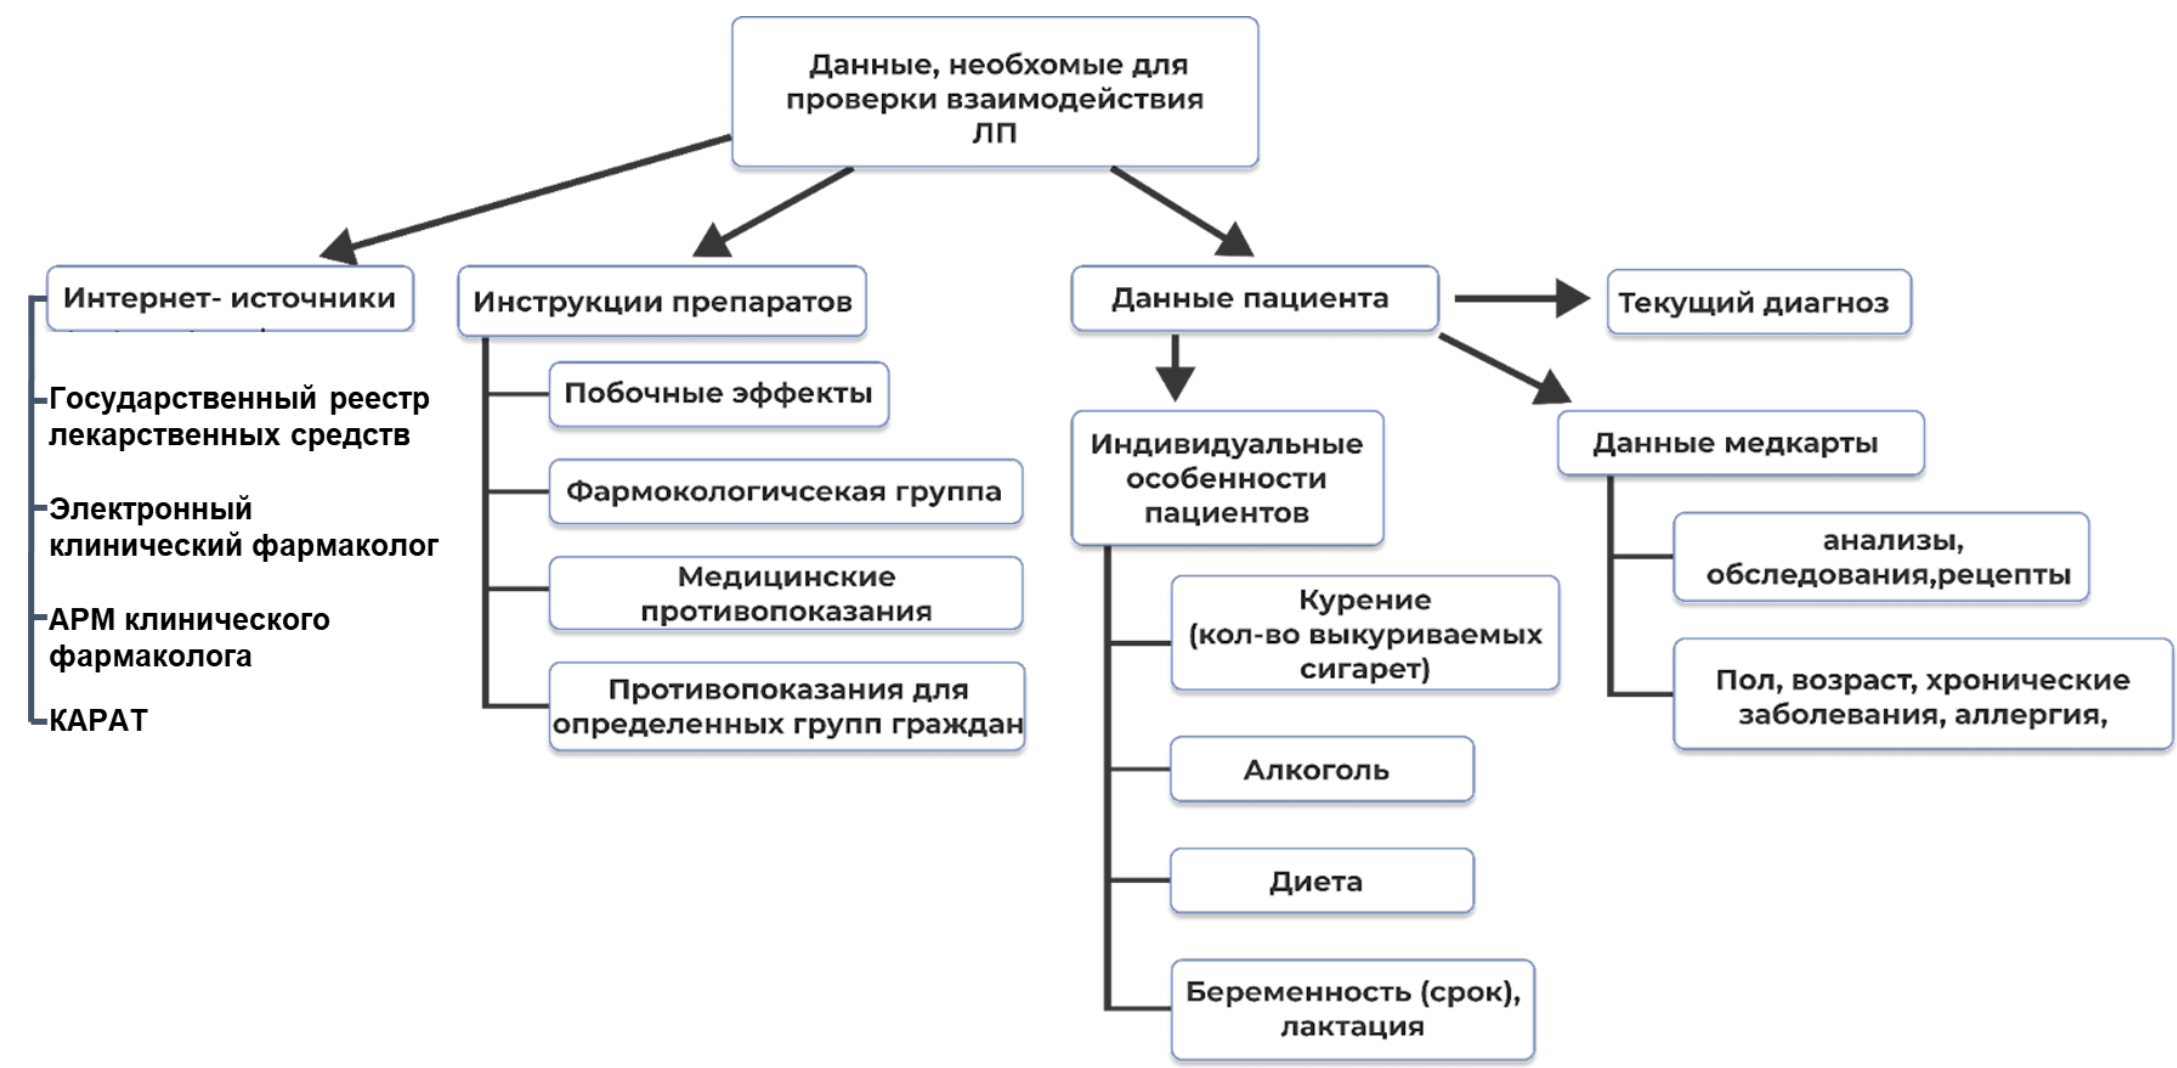 Данные, необхомые для
проверки взаимодействия
ЛП
Интернет- источники
Государственный реестр
лекарственных средств
Электронный
клинический фармаколог
АРМ клинического
фармаколога
КАРАТ
Инструкции препаратов
Побочные эффекты
Фармокологичсекая группа
Медицинские
противопоказания
Противопоказания для
определенных групп граждан
Данные пациента
Текущий диагноз
Индивидуальные
особенности
пациентов
Курение
(кол-во выкуриваемых
сигарет)
Алкоголь
Диета
Беременность (срок),
лактация
Данные медкарты
анализы,
обследования,рецепты
Пол, возраст, хронические
заболевания, аллергия,